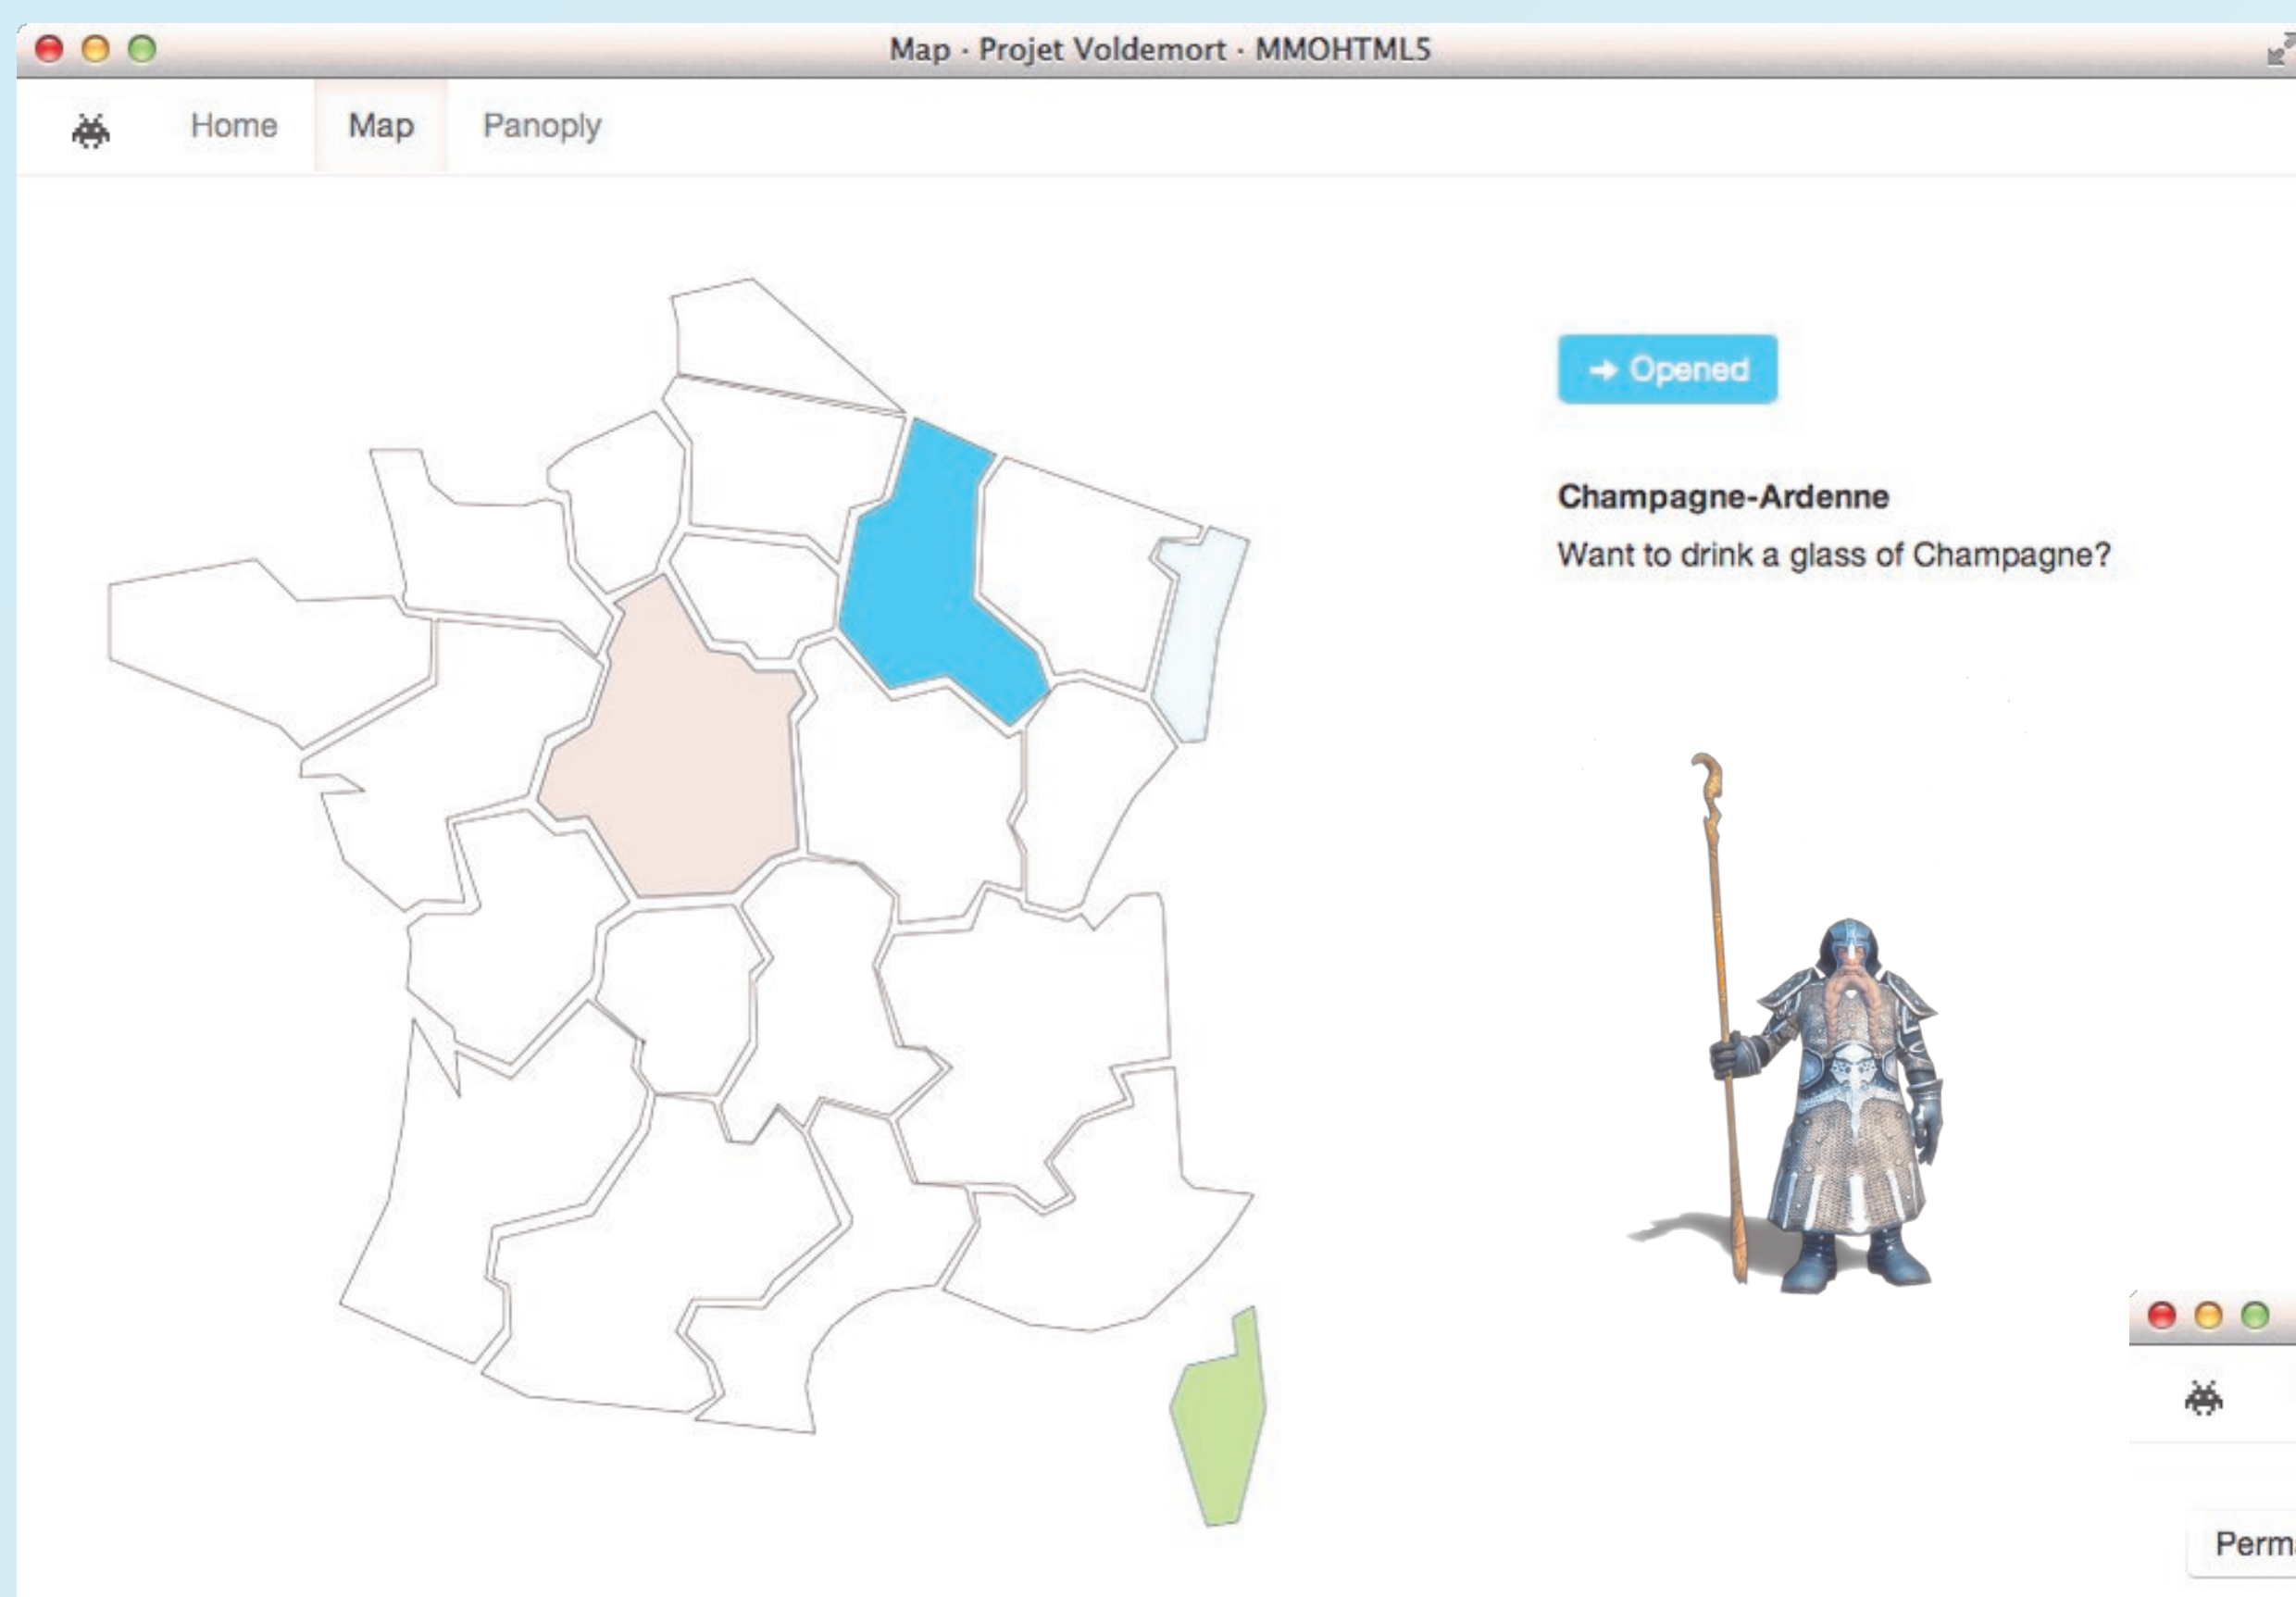 Map · Projet Voldemort · MMOHTML5
Home Map Panoply
Opened
Champagne-Ardenne
Want to drink a glass of Champagne?